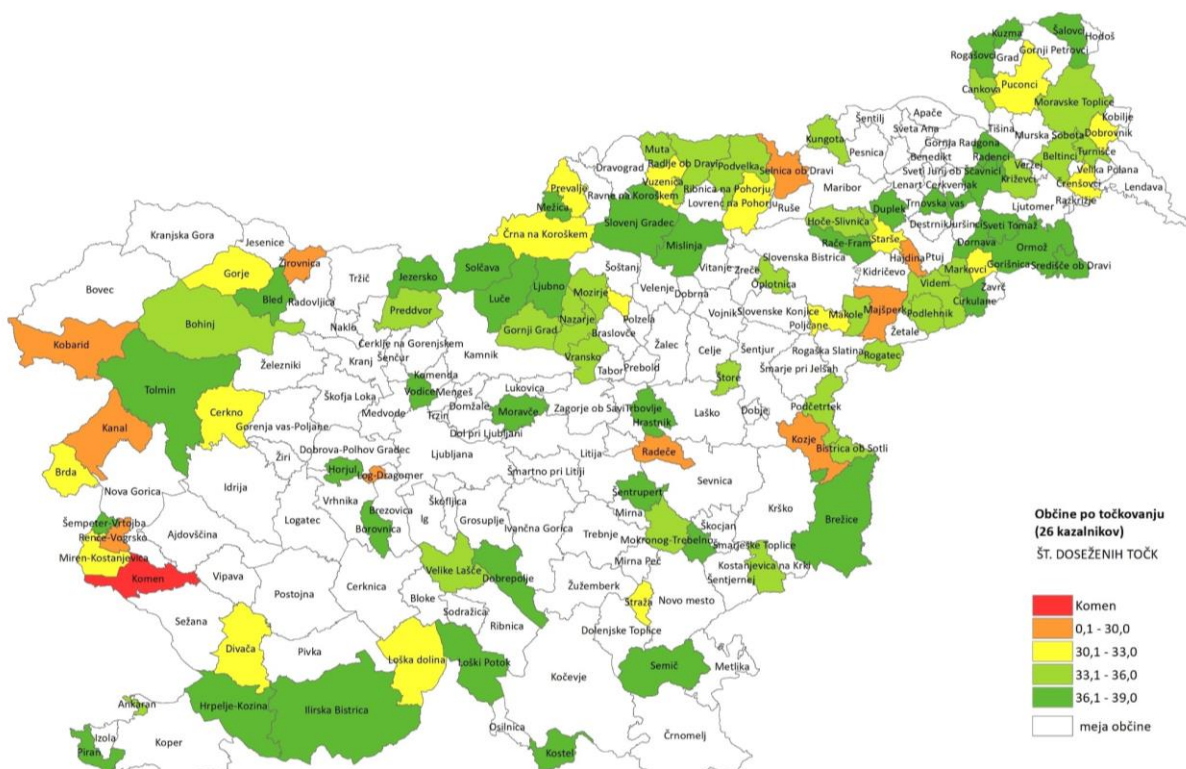 Kuzma
Šalovci
Hodoš
Rogašovci
Grad
Gornji Petrovci
Cankova
Puconci
Moravske Toplice
Kobilje
Dobrovnik
Tišina
Murska Sobota
Turnišče
Beltinci
Velika Polana
Lendava
Črenšovci
Razkrižje
Ljutomer
Veržej
Križevci
Apače
Šentilj
Sveta Ana
Kungota
Pesnica
Gornja Radgona
Benedikt
Radenci
Sveti Jurij ob Ščavnici
Lenart
Cerkvenjak
Maribor
Duplek
Trnovska vas
Destrnik
Juršinci
Sveti Tomaž
Muta
Dravograd
Radlje ob Dravi
Podvelka
Selnica ob Dravi
Vuzenica
Prevalje
Ravne na Koroškem
Ribnica na Pohorju
Lovrenc na Pohorju
Ruše
Mežica
Hoče-Slivnica
Črna na Koroškem
Slovenj Gradec
Rače-Fram
Starše
Dornava
Ormož
Mislinja
Hajdina
Ptuj
Gorišnica
Središče ob Dravi
Kranjska Gora
Jesenice
Šoštanj
Vitanje
Zreče
Slovenska Bistrica
Kidričevo
Markovci
Zavrč
Gorje
Žirovnica
Tržič
Jezersko
Solčava
Ljubno
Velenje
Dobrna
Oplotnica
Videm
Cirkulane
Bovec
Bled
Radovljica
Luče
Mozirje
Vojnik
Slovenske Konjice
Makole
Majšperk
Podlehnik
Bohinj
Naklo
Preddvor
Gornji Grad
Nazarje
Polzela
Braslovče
Poljčane
Žetale
Kobarid
Cerklje na Gorenjskem
Šenčur
Kamnik
Vransko
Žalec
Celje
Šentjur
Rogaška Slatina
Rogatec
Železniki
Kranj
Tabor
Prebold
Šmarje pri Jelšah
Tolmin
Komenda
Štore
Škofja Loka
Vodice
Mengeš
Lukovica
Cerkno
Medvode
Trzin
Domžale
Moravče
Zagorje ob Savi
Trbovlje
Hrastnik
Laško
Dobje
Podčetrtek
Kanal
Gorenja vas-Poljane
Dol pri Ljubljani
Kozje
Bistrica ob Sotli
Brda
Žiri
Dobrova-Polhov Gradec
Ljubljana
Litija
Radeče
Horjul
Log-Dragomer
Šmartno pri Litiji
Sevnica
Nova Gorica
Idrija
Vrhnika
Škofljica
Šentrupert
Krško
Brežice
Logatec
Brezovica
Ig
Grosuplje
Ivančna Gorica
Mirna
Škocjan
Šempeter-Vrtojba
Ajdovščina
Borovnica
Trebnje
Mokronog-Trebelno
Šmarješke Toplice
Renče-Vogrsko
Miren-Kostanjevica
Mirna Peč
Kostanjevica na Krki
Velike Lašče
Dobrepolje
Šentjernej
Komen
Vipava
Postojna
Cerknica
Bloke
Žužemberk
Straža
Novo mesto
Sodražica
Sežana
Ribnica
Dolenjske Toplice
Divača
Pivka
Loška dolina
Loški Potok
Semič
Metlika
Kočevje
Hrpelje-Kozina
Ilirska Bistrica
Ankaran
Osilnica
Izola
Koper
Črnomelj
Piran
Kostel
Občine po točkovanju
(26 kazalnikov)
ŠT. DOSEŽENIH TOČK
Komen
0,1 - 30,0
30,1 - 33,0
33,1 - 36,0
36,1 - 39,0
meja občine